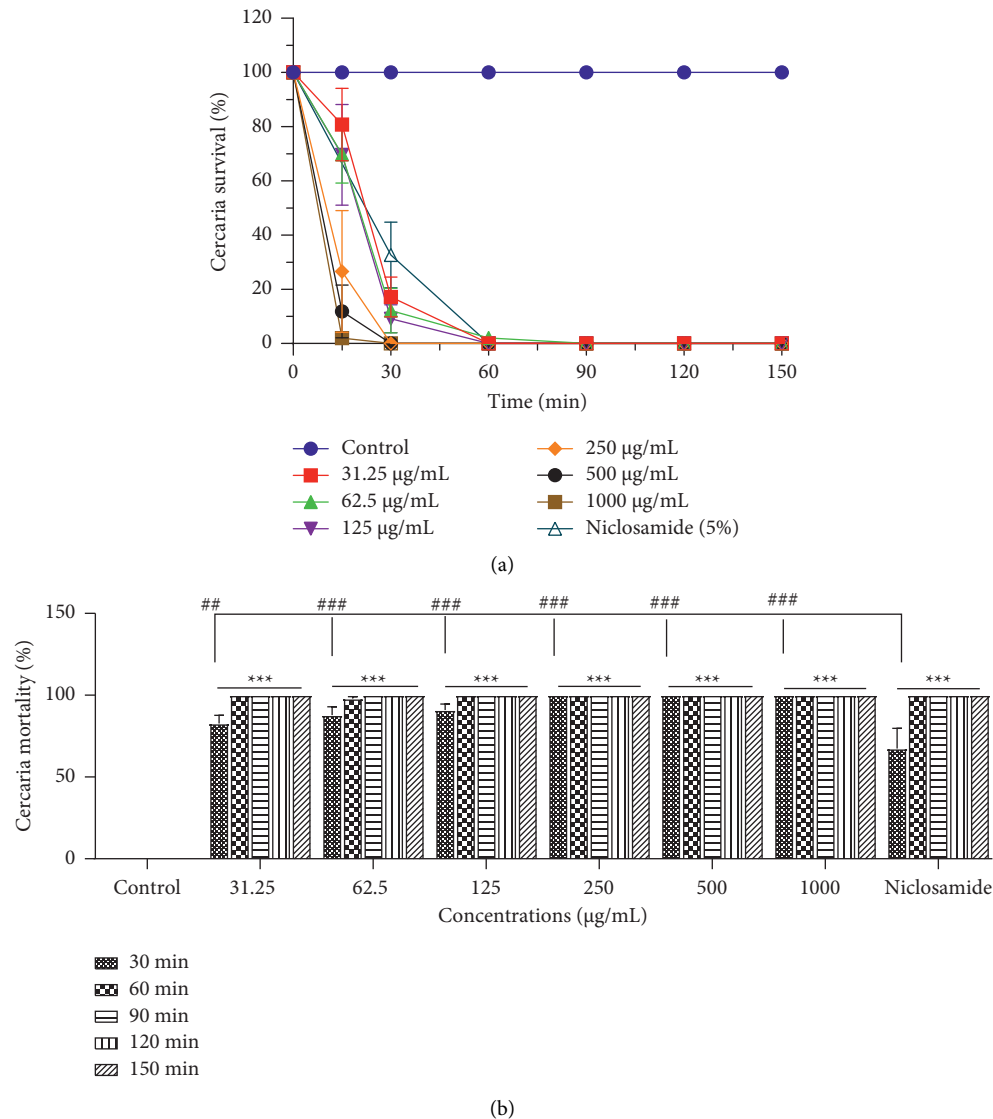 120
100
80
60
40
20
0
Cercaria survival (%)
0 30 60 90 120 150
Time (min)
Control 250 µg/mL
31.25 µg/mL 500 µg/mL
62.5 µg/mL 1000 µg/mL
125 µg/mL Niclosamide (5%)
(a)
150
100
50
0
Cercaria mortality (%)
## ### ### ### ### ###
*** *** *** *** *** *** ***
Control 31.25 62.5 125 250 500 1000 Niclosamide
Concentrations (µg/mL)
30 min
60 min
90 min
120 min
150 min
(b)